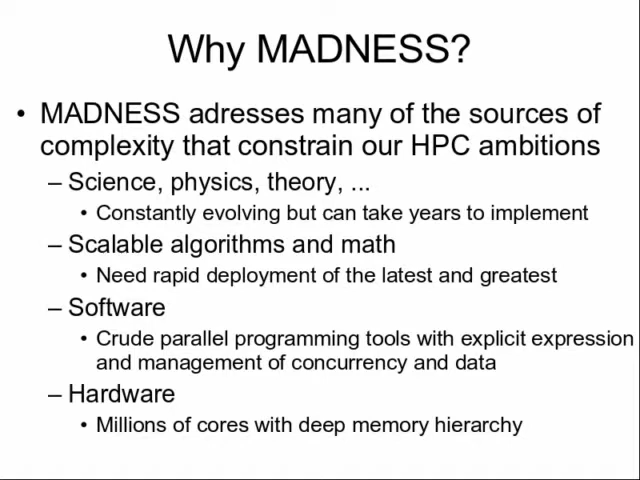 Why MADNESS?
• MADNESS adresses many of the sources of
complexity that constrain our HPC ambitions
– Science, physics, theory, ...
• Constantly evolving but can take years to implement
– Scalable algorithms and math
• Need rapid deployment of the latest and greatest
– Software
• Crude parallel programming tools with explicit expression
and management of concurrency and data
– Hardware
• Millions of cores with deep memory hierarchy